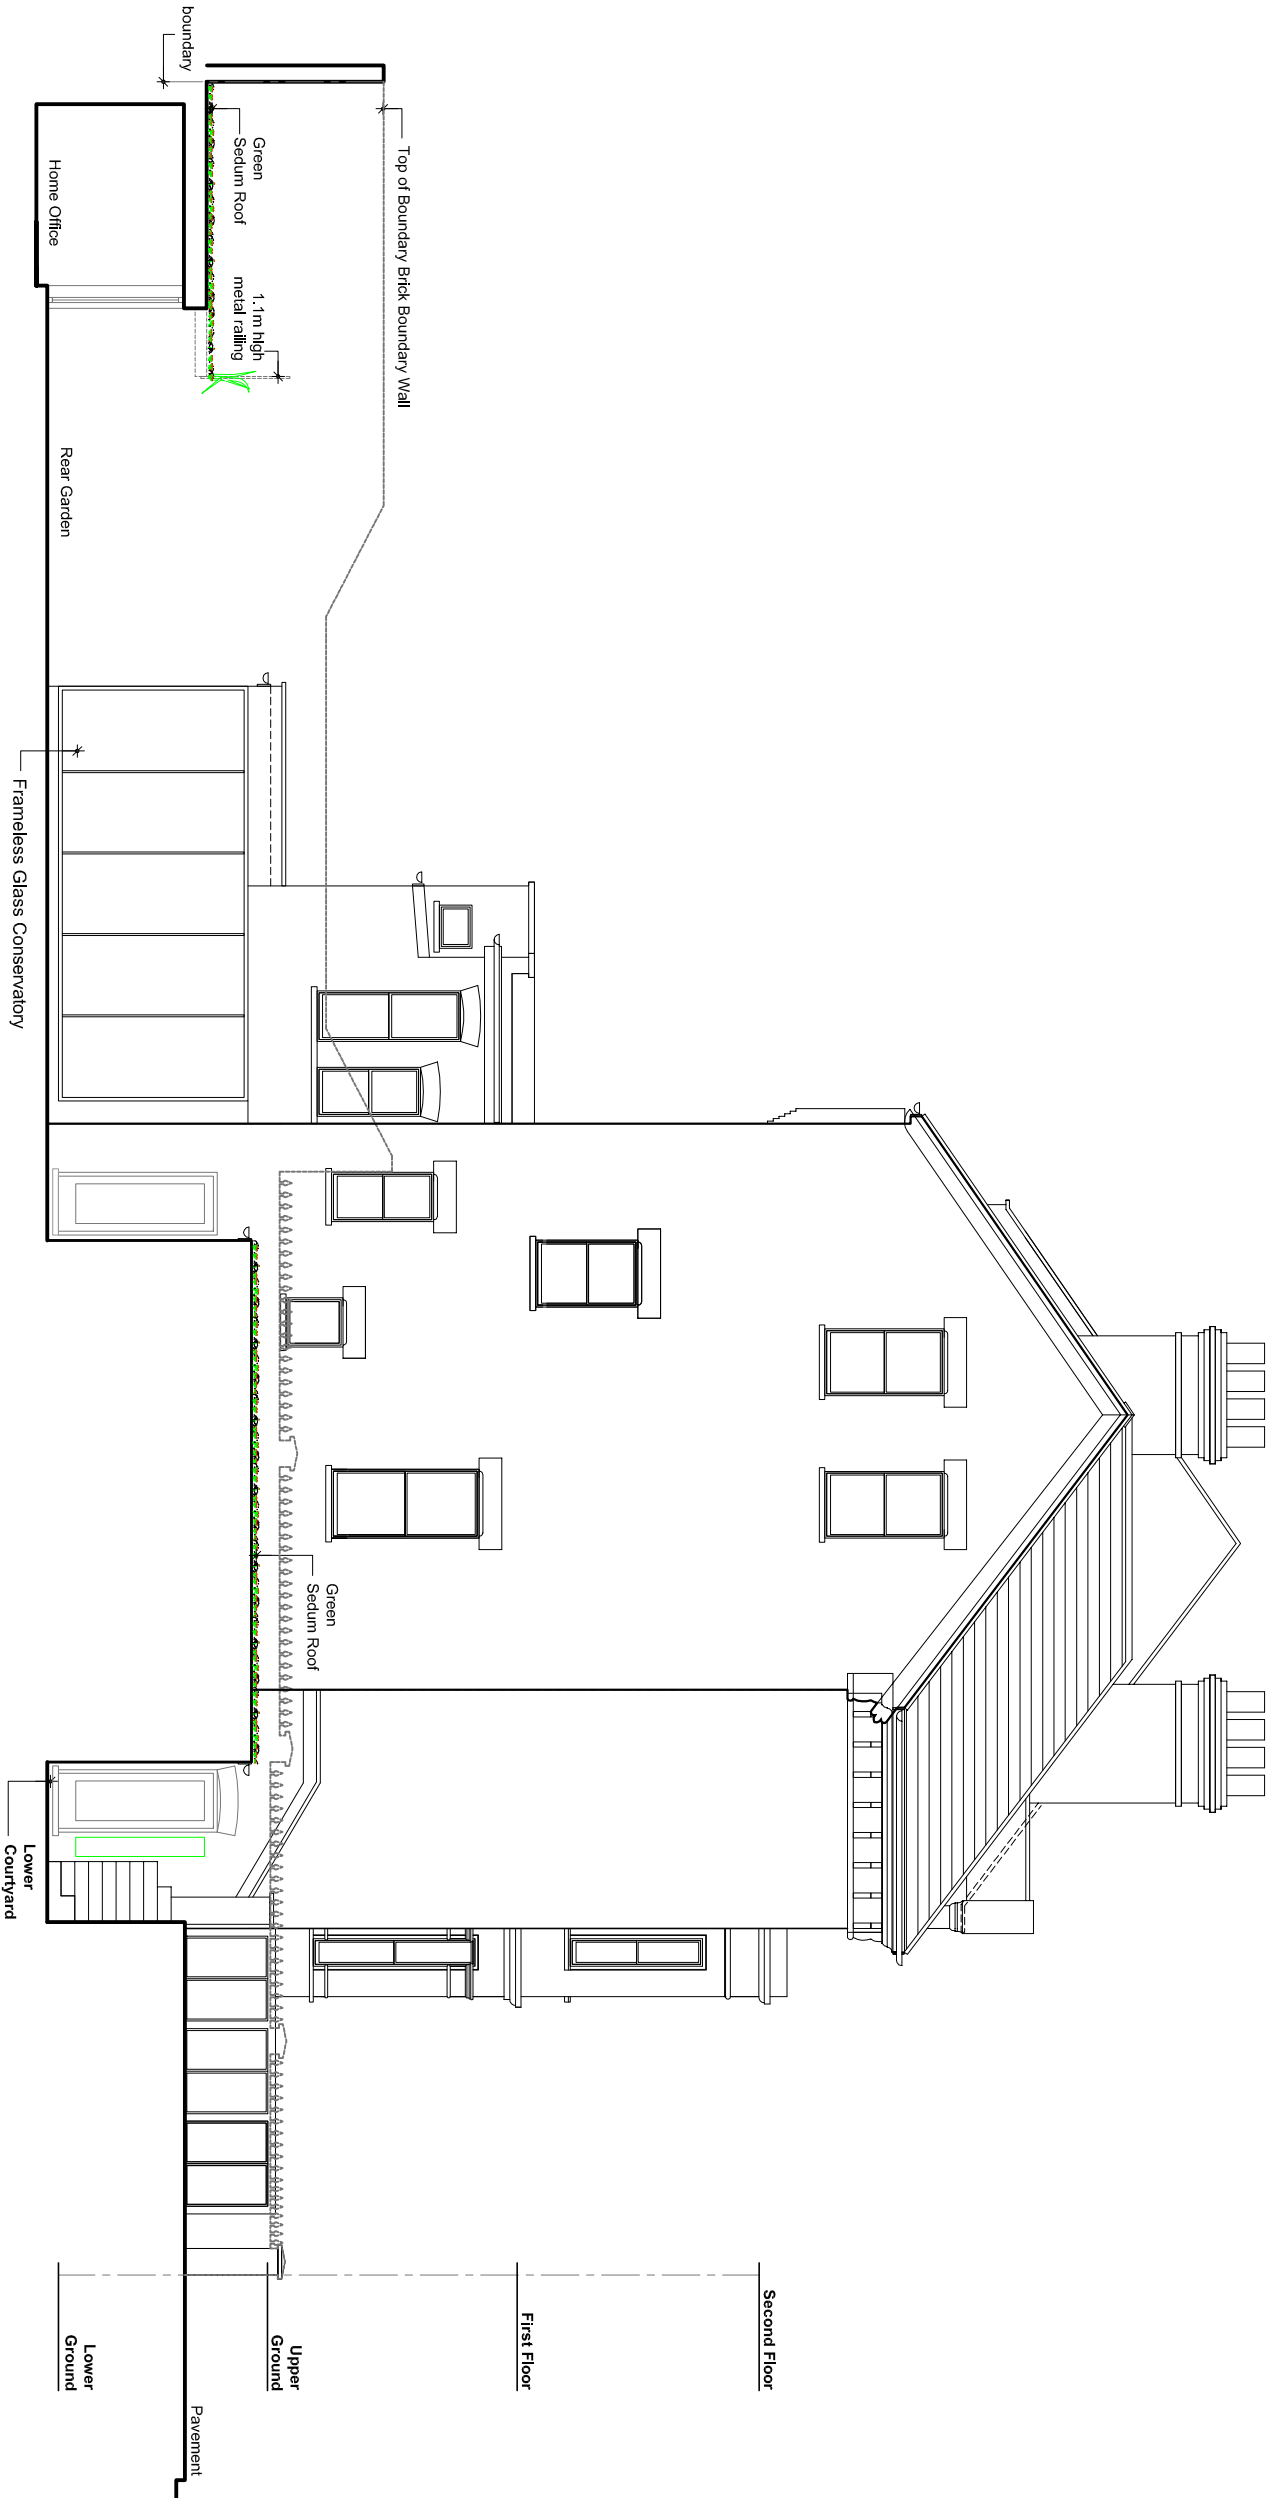 boundary
Home Office
Green
Sedum Roof
1.1m high
metal railing
Top of Boundary Brick Boundary Wall
Rear Garden
Frameless Glass Conservatory
Green
Sedum Roof
Lower
Courtyard
Second Floor
First Floor
Upper
Ground
Lower
Ground
Pavement